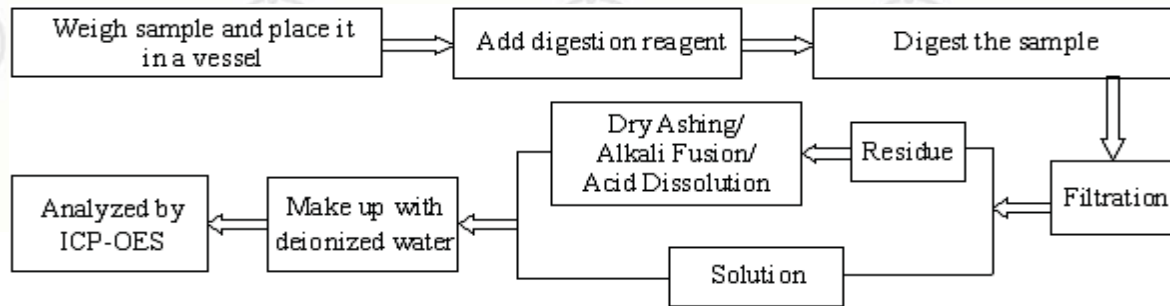 Weigh sample and place it
in a vessel
Add digestion reagent
Digest the sample
Filtration
Residue
Dry Ashing/
Alkali Fusion/
Acid Dissolution
Solution
Make up with
deionized water
Analyzed by
ICP-OES